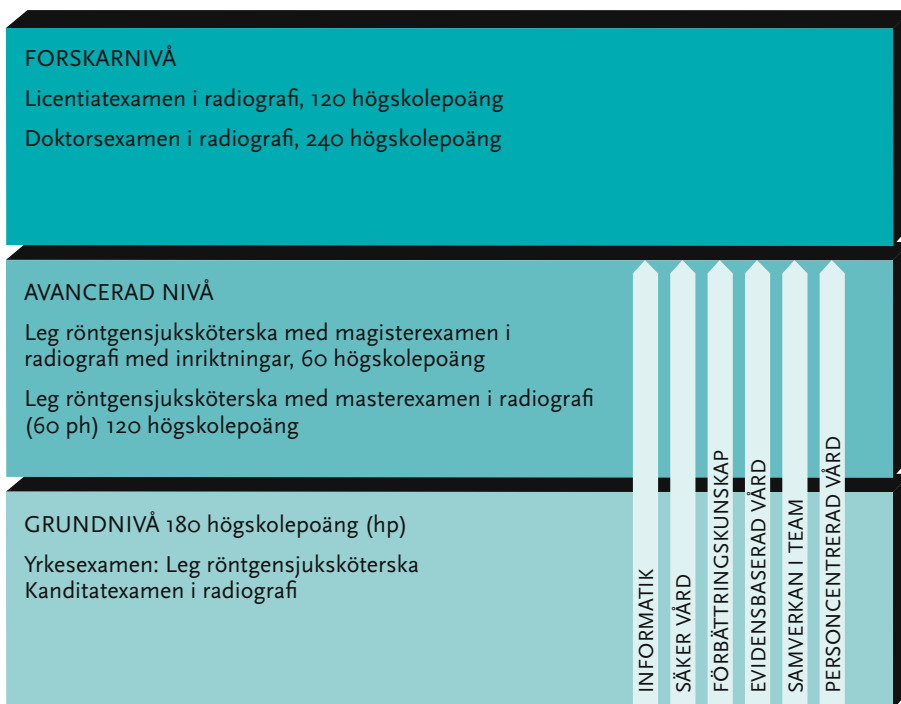 FORSKARNIVÅ
Licentiatexamen i radiografi, 120 högskolepoäng
Doktorsexamen i radiografi, 240 högskolepoäng
AVANCERAD NIVÅ
Leg röntgensjuksköterska med magisterexamen i
radiografi med inriktningar, 60 högskolepoäng
Leg röntgensjuksköterska med masterexamen i radiografi
(60 ph) 120 högskolepoäng
GRUNDNIVÅ 180 högskolepoäng (hp)
Yrkesexamen: Leg röntgensjuksköterska
Kanditatexamen i radiografi
INFORMATIK
SÄKER VÅRD
FÖRBÄTTRINGSKUNSKAP
EVIDENSBASERAD VÅRD
SAMVERKAN I TEAM
PERSONCENTRERAD VÅRD